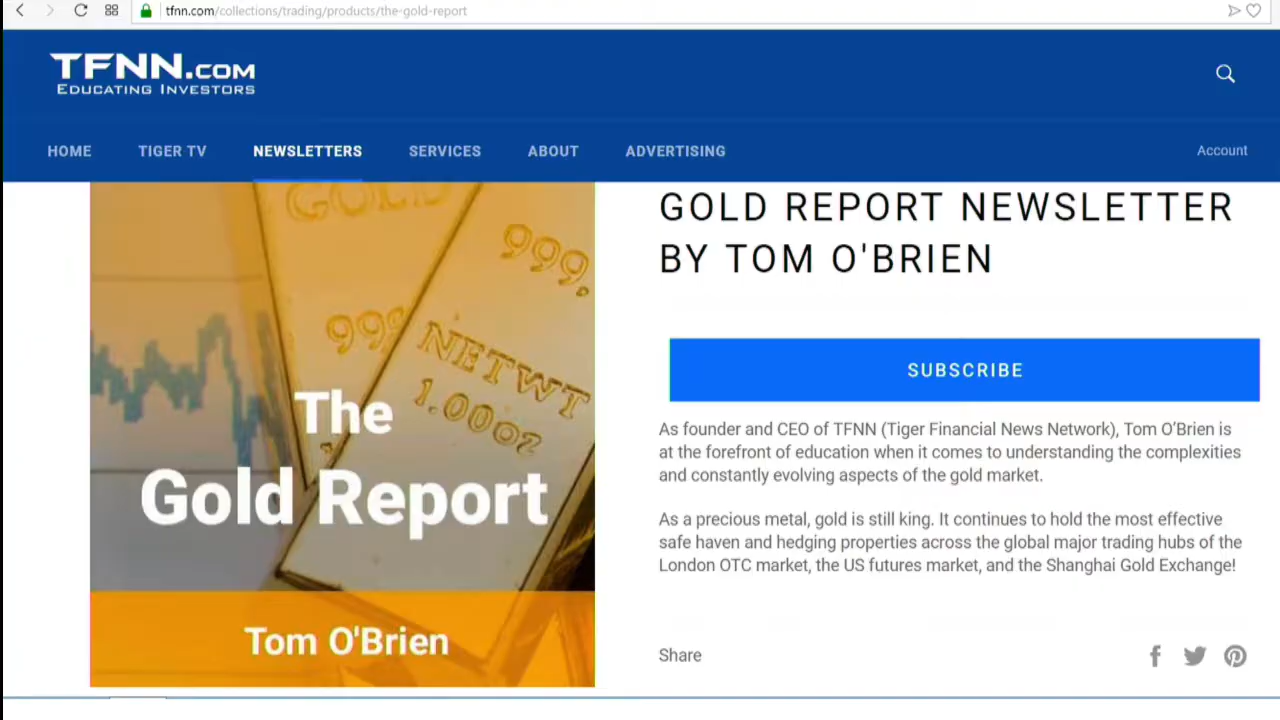 tfnn.com/collections/trading/products/the-gold-report
TFNN.COM
EDUCATING INVESTORS
HOME
TIGER TV
NEWSLETTERS
SERVICES
ABOUT
ADVERTISING
Account
GOLD
999.
999
NETWT
1.00oz
The
Gold Report
Tom O'Brien
GOLD REPORT NEWSLETTER
BY TOM O'BRIEN
SUBSCRIBE
As founder and CEO of TFNN (Tiger Financial News Network), Tom O’Brien is
at the forefront of education when it comes to understanding the complexities
and constantly evolving aspects of the gold market.
As a precious metal, gold is still king. It continues to hold the most effective
safe haven and hedging properties across the global major trading hubs of the
London OTC market, the US futures market, and the Shanghai Gold Exchange!
Share